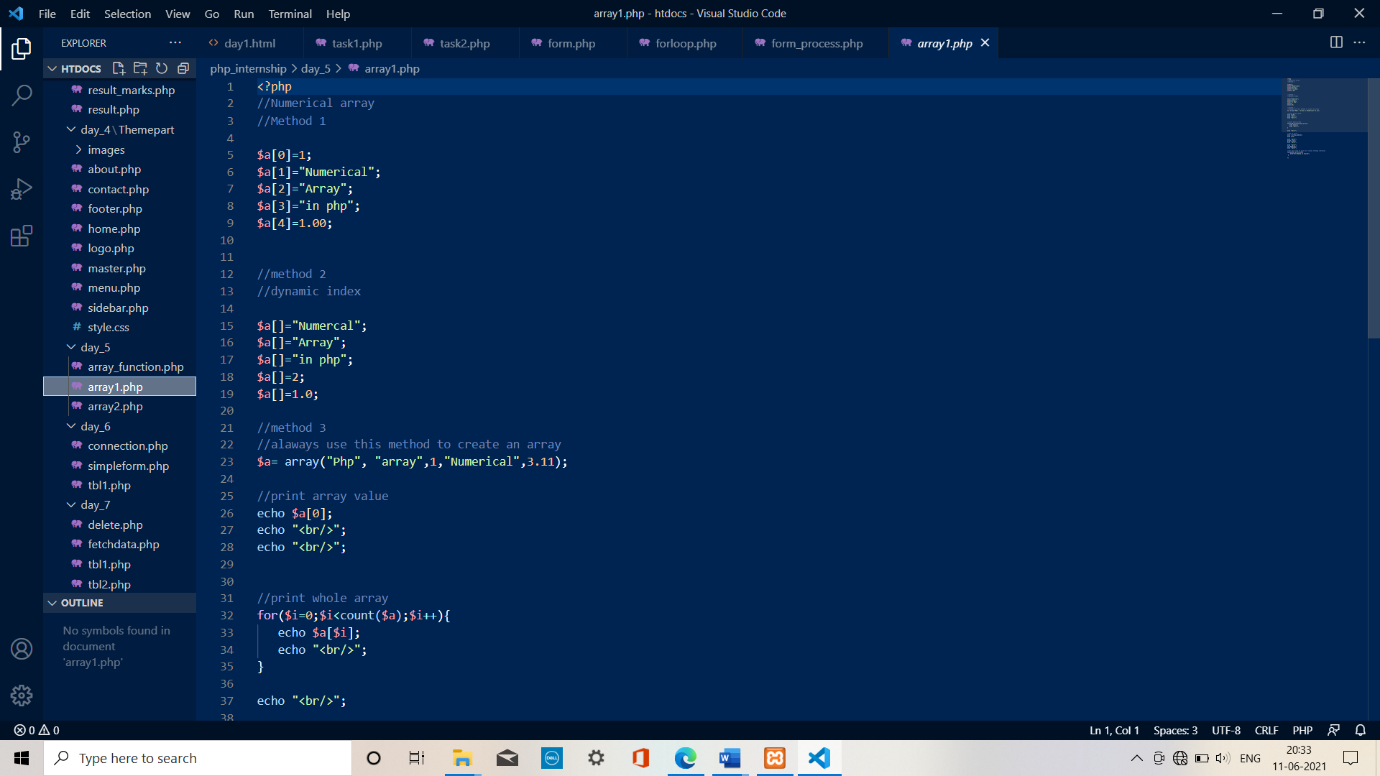 File Edit Selection View Go Run Terminal Help
array1.php - htdocs - Visual Studio Code
EXPLORER
day1.html task1.php task2.php form.php forloop.php form_process.php array1.php
HTDOCS
php_internship > day_5 > array1.php
result_marks.php
result.php
day_4\Themepart
images
about.php
contact.php
footer.php
home.php
logo.php
master.php
menu.php
sidebar.php
# style.css
day_5
array_function.php
array1.php
array2.php
day_6
connection.php
simpleform.php
tbl1.php
day_7
delete.php
fetchdata.php
tbl1.php
tbl2.php
OUTLINE
No symbols found in
document
'array1.php'
1 <?php
2 //Numerical array
3 //Method 1
4
5 $a[0]=1;
6 $a[1]="Numerical";
7 $a[2]="Array";
8 $a[3]="in php";
9 $a[4]=1.00;
10
11
12 //method 2
13 //dynamic index
14
15 $a[]="Numercal";
16 $a[]="Array";
17 $a[]="in php";
18 $a[]=2;
19 $a[]=1.0;
20
21 //method 3
22 //alaways use this method to create an array
23 $a= array("Php", "array",1,"Numerical",3.11);
24
25 //print array value
26 echo $a[0];
27 echo "<br/>";
28 echo "<br/>";
29
30
31 //print whole array
32 for($i=0;$i<count($a);$i++){
33 echo $a[$i];
34 echo "<br/>";
35 }
36
37 echo "<br/>";
38
0 0
Ln 1, Col 1 Spaces: 3 UTF-8 CRLF PHP
Type here to search
DELL
ENG
20:33
11-06-2021